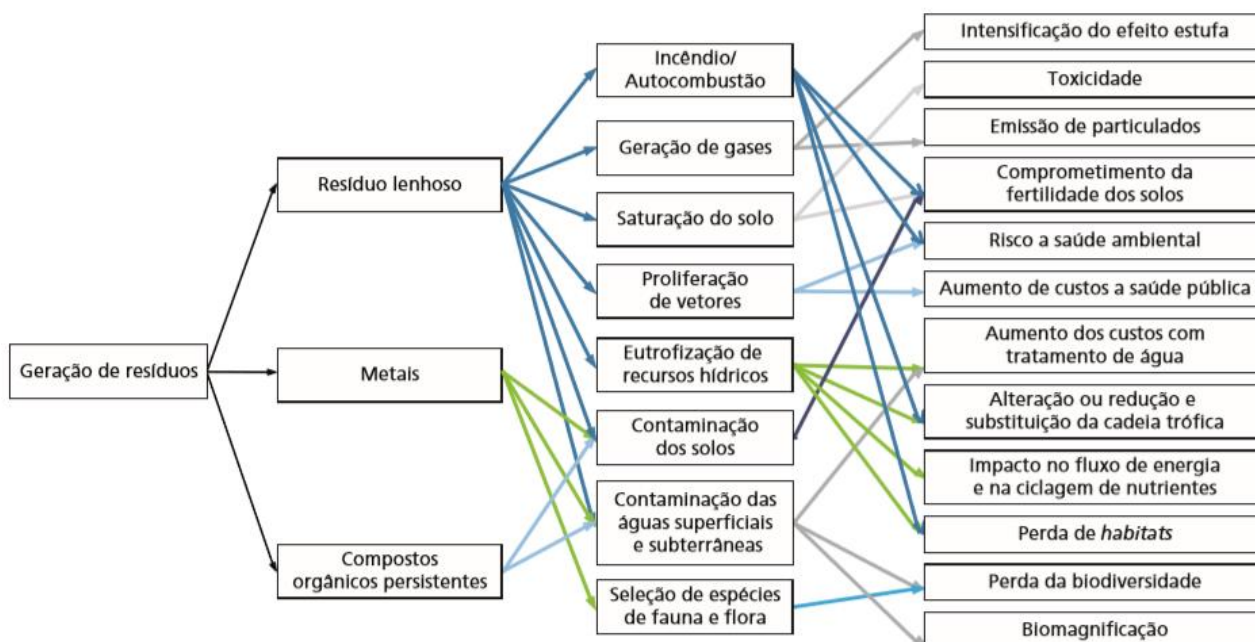 Geração de resíduos
Resíduo lenhoso
Metais
Compostos
orgânicos persistentes
Incêndio/
Autocombustão
Geração de gases
Saturação do solo
Proliferação
de vetores
Eutrofização de
recursos hídricos
Contaminação
dos solos
Contaminação das
águas superficiais
e subterrâneas
Seleção de espécies
de fauna e flora
Intensificação do efeito estufa
Toxicidade
Emissão de particulados
Comprometimento da
fertilidade dos solos
Risco a saúde ambiental
Aumento de custos a saúde pública
Aumento dos custos com
tratamento de água
Alteração ou redução e
substituição da cadeia trófica
Impacto no fluxo de energia
e na ciclagem de nutrientes
Perda de habitats
Perda da biodiversidade
Biomagnificação